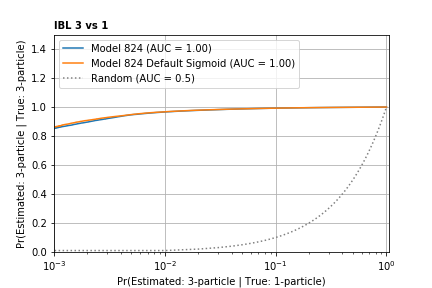 IBL 3 vs 1
Model 824 (AUC = 1.00)
Model 824 Default Sigmoid (AUC = 1.00)
Random (AUC = 0.5)
1.4
1.2
1.0
0.8
0.6
0.4
0.2
0.0
Pr(Estimated: 3-particle | True: 3-particle)
10⁻³
10⁻²
10⁻¹
10⁰
Pr(Estimated: 3-particle | True: 1-particle)